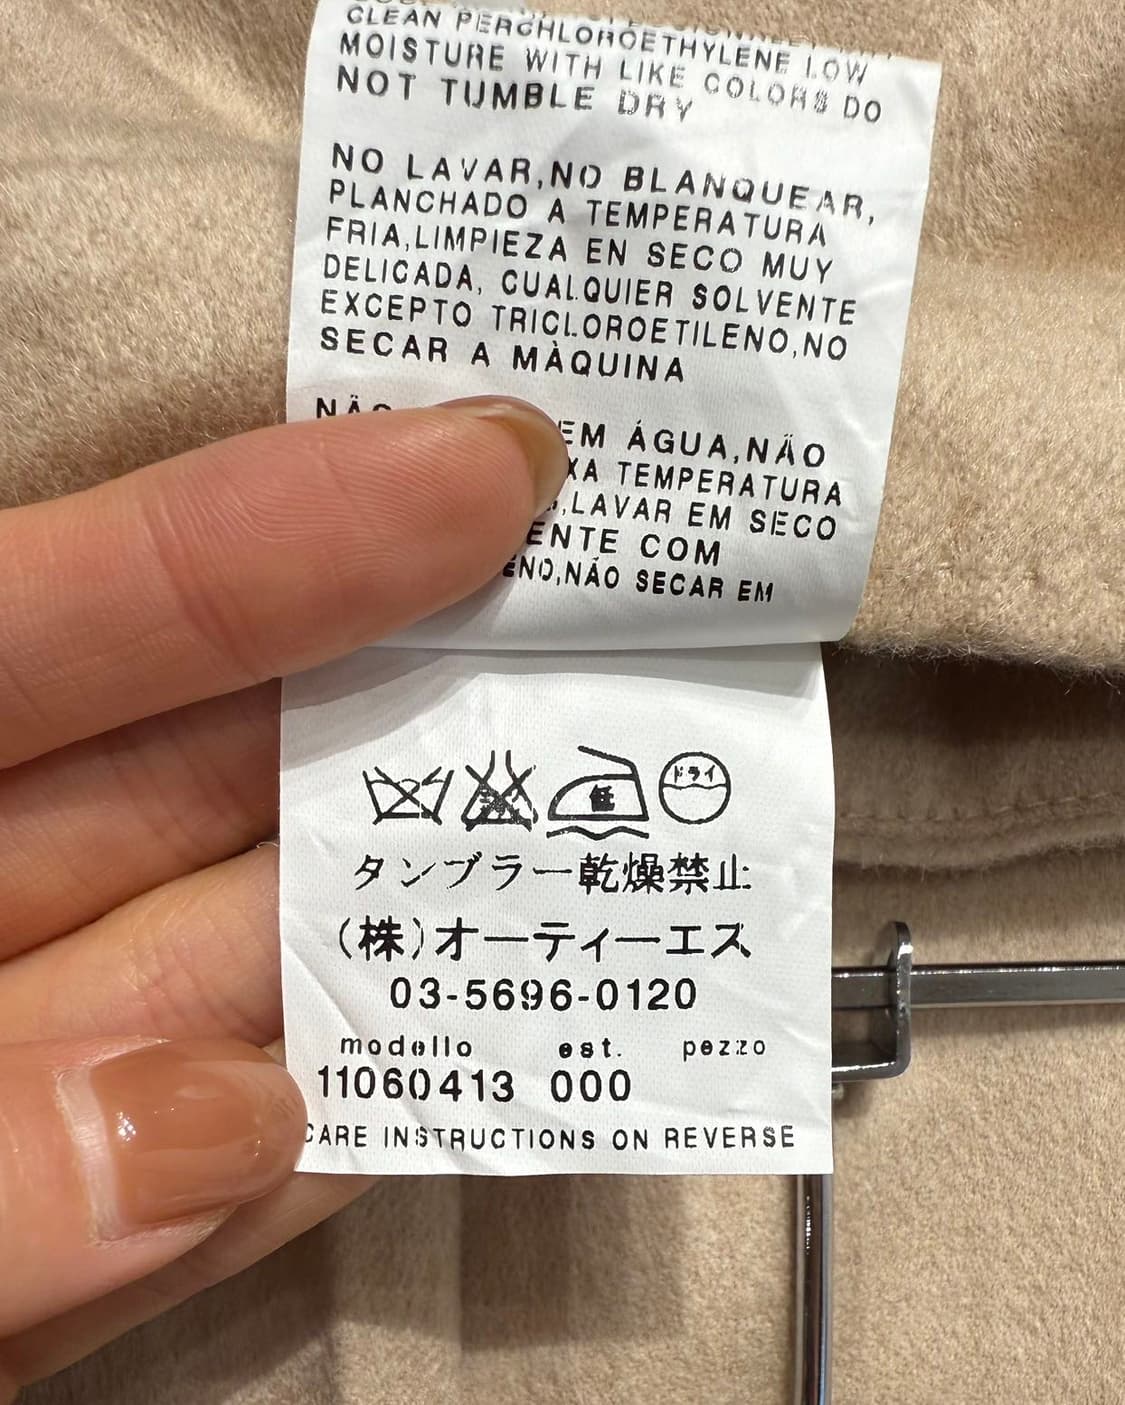 CLEAN PERCHLOROETHYLENE LOW
MOISTURE WITH LIKE COLORS DO
NOT TUMBLE DRY
NO LAVAR,NO BLANQUEAR,
PLANCHADO A TEMPERATURA
FRIA,LIMPIEZA EN SECO MUY
DELICADA, CUALQUIER SOLVENTE
EXCEPTO TRICLOROETILENO,NO
SECAR A MÀQUINA
EM ÁGUA,NÃO
TEMPERATURA
LAVAR EM SECO
COM
NÃO SECAR EM
低 ドライ
タンブラー乾燥禁止
(株)オーティーエス
03-5696-0120
modello est. pezzo
11060413 000
CARE INSTRUCTIONS ON REVERSE